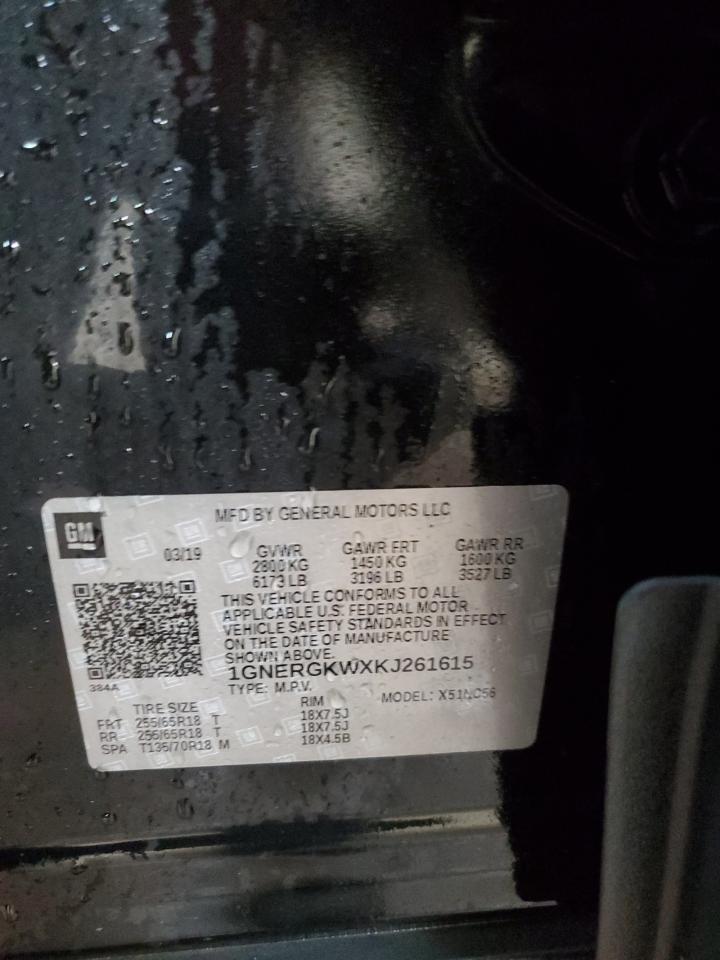 MFD BY GENERAL MOTORS LLC
GM
03/19
GVWR GAWR FRT GAWR RR
2800 KG 1450 KG 1600 KG
6173 LB 3196 LB 3527 LB
THIS VEHICLE CONFORMS TO ALL
APPLICABLE U.S. FEDERAL MOTOR
VEHICLE SAFETY STANDARDS IN EFFECT
ON THE DATE OF MANUFACTURE
SHOWN ABOVE.
1GNERGKWXKJ261615
384A
TYPE: M.P.V. MODEL:
TIRE SIZE RIM
FRT 255/65R18 T 18X7.5J
RR 255/65R18 T 18X7.5J
SPA T135/70R18 M 18X4.5B